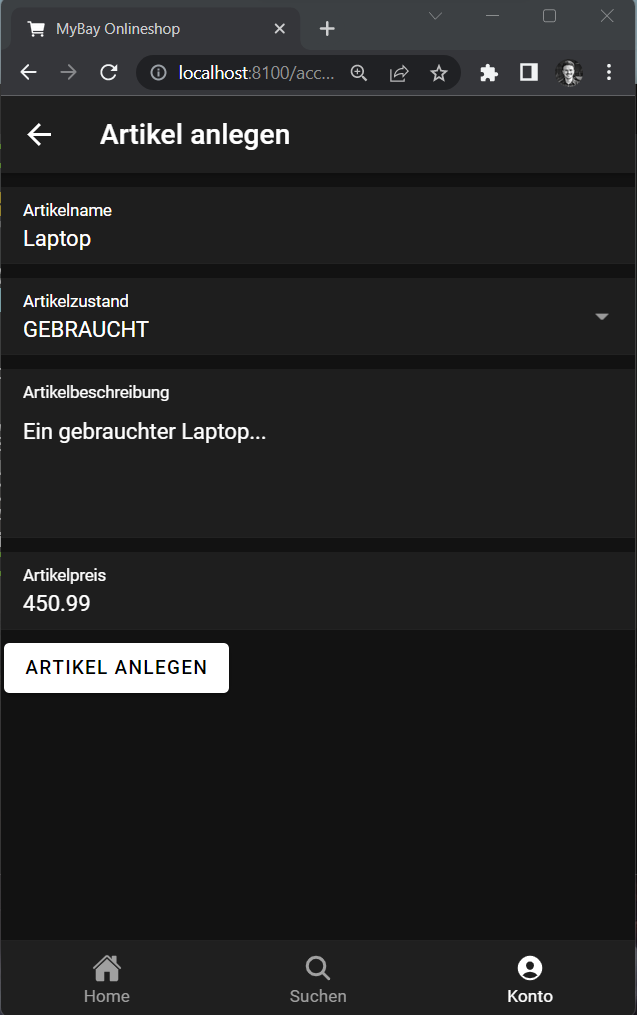 MyBay Onlineshop
localhost:8100/acc...
Artikel anlegen
Artikelname
Laptop
Artikelzustand
GEBRAUCHT
Artikelbeschreibung
Ein gebrauchter Laptop...
Artikelpreis
450.99
ARTIKEL ANLEGEN
Home
Suchen
Konto